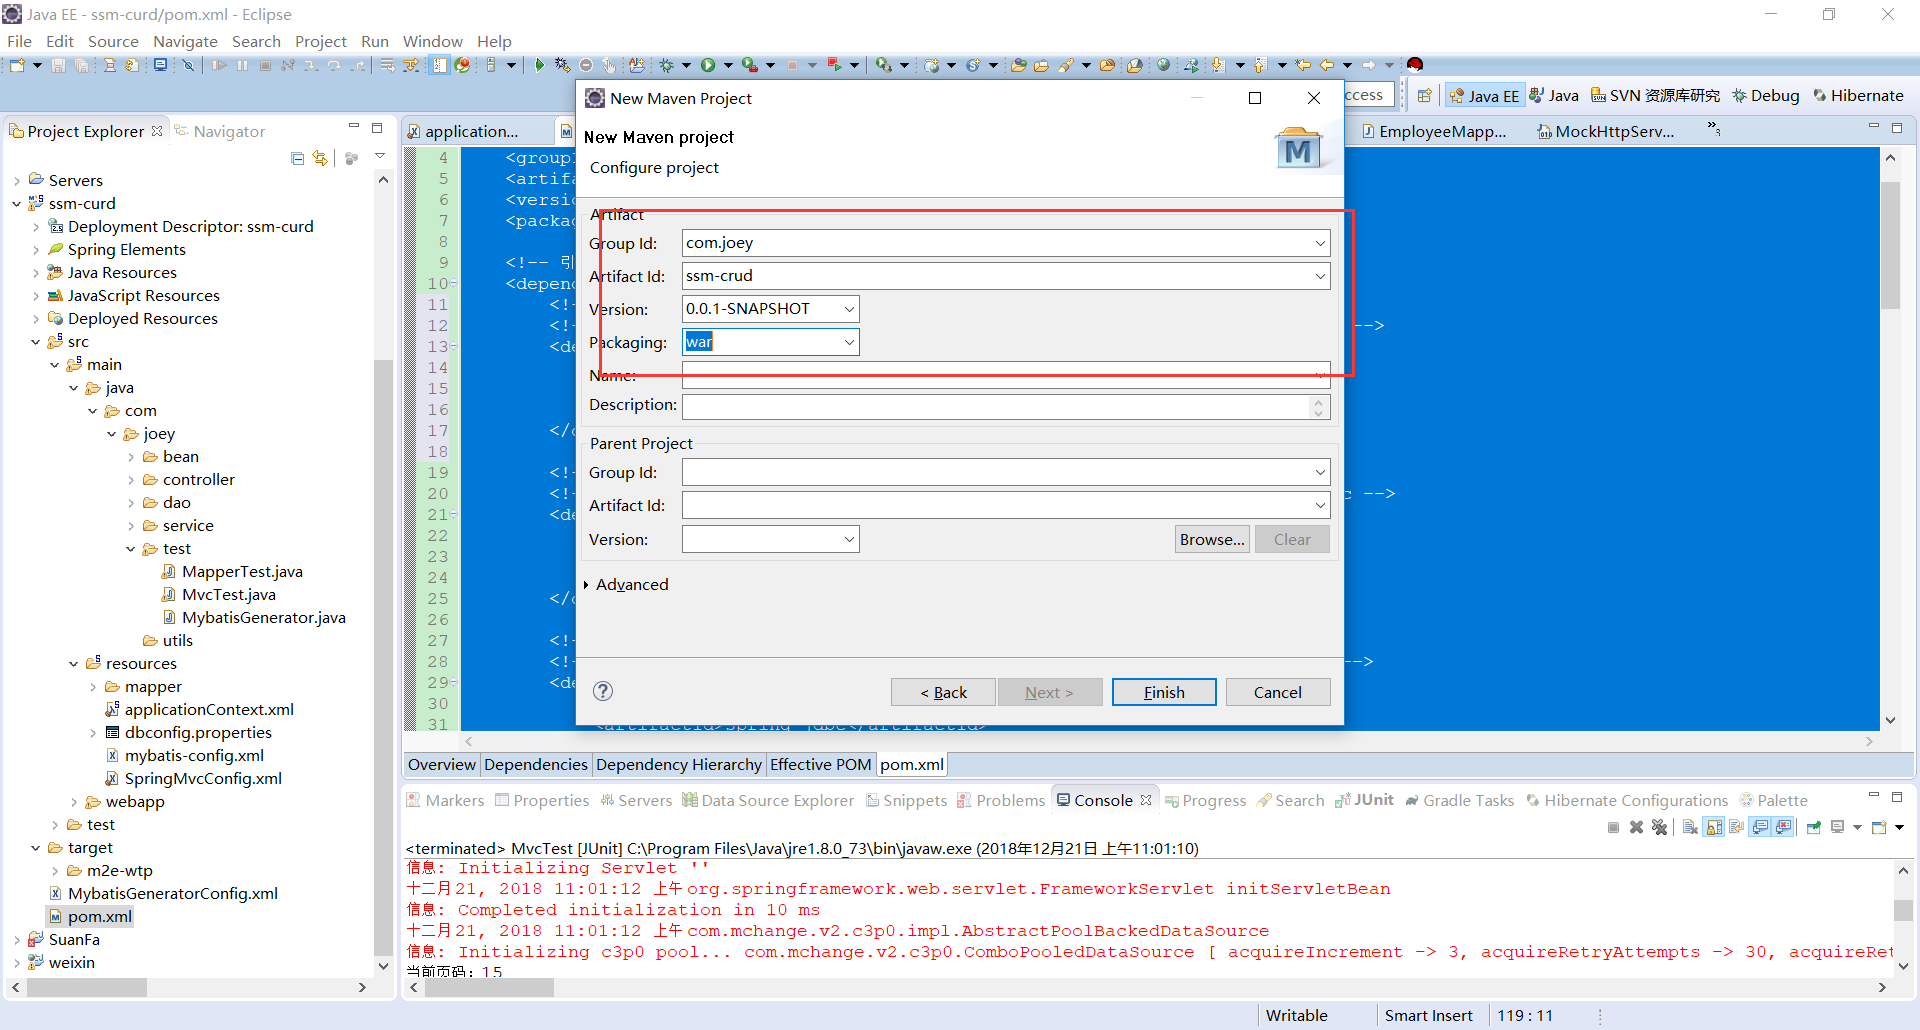 Java EE - ssm-curd/pom.xml - Eclipse
File Edit Source Navigate Search Project Run Window Help
ccess Java EE Java SVN 资源库研究 Debug Hibernate
Project Explorer Navigator
Servers
ssm-curd
Deployment Descriptor: ssm-curd
Spring Elements
Java Resources
JavaScript Resources
Deployed Resources
src
main
java
com
joey
bean
controller
dao
service
test
MapperTest.java
MvcTest.java
MybatisGenerator.java
utils
resources
mapper
applicationContext.xml
dbconfig.properties
mybatis-config.xml
SpringMvcConfig.xml
webapp
test
target
m2e-wtp
MybatisGeneratorConfig.xml
pom.xml
SuanFa
weixin
application... EmployeeMapp... MockHttpServ... »3
4 <group
5 <artifa
6 <versio
7 <packag
8
9 <!-- 引
10 <depend
11 <!-
12 <!- -->
13 <de
14
15
16
17 </d
18
19 <!-
20 <!- c -->
21 <de
22
23
24
25 </d
26
27 <!-
28 <!- -->
29 <de
30
31 <artifactId>spring-jdbc</artifactId>
New Maven Project
New Maven project
Configure project
Artifact
Group Id: com.joey
Artifact Id: ssm-crud
Version: 0.0.1-SNAPSHOT
Packaging: war
Name:
Description:
Parent Project
Group Id:
Artifact Id:
Version: Browse... Clear
Advanced
? < Back Next > Finish Cancel
Overview Dependencies Dependency Hierarchy Effective POM pom.xml
Markers Properties Servers Data Source Explorer Snippets Problems Console Progress Search JUnit Gradle Tasks Hibernate Configurations Palette
<terminated> MvcTest [JUnit] C:\Program Files\Java\jre1.8.0_73\bin\javaw.exe (2018年12月21日 上午11:01:10)
信息: Initializing Servlet ''
十二月 21, 2018 11:01:12 上午 org.springframework.web.servlet.FrameworkServlet initServletBean
信息: Completed initialization in 10 ms
十二月 21, 2018 11:01:12 上午 com.mchange.v2.c3p0.impl.AbstractPoolBackedDataSource
信息: Initializing c3p0 pool... com.mchange.v2.c3p0.ComboPooledDataSource [ acquireIncrement -> 3, acquireRetryAttempts -> 30, acquireRet
当前页码: 15
Writable Smart Insert 119 : 11